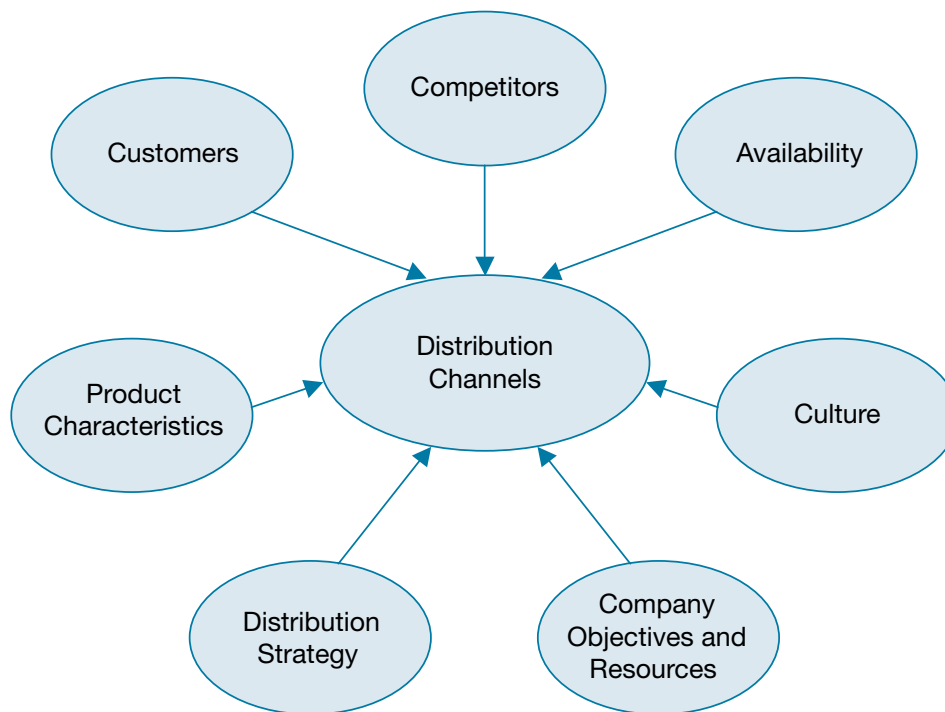 Competitors
Customers
Availability
Distribution
Channels
Product
Characteristics
Culture
Distribution
Strategy
Company
Objectives and
Resources